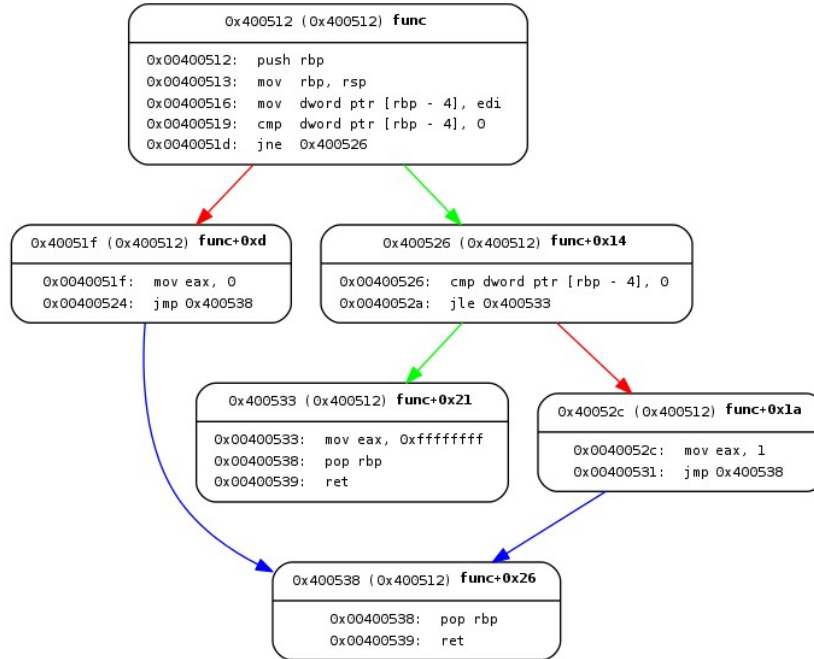 0x400512 (0x400512) func
0x00400512: push rbp
0x00400513: mov rbp, rsp
0x00400516: mov dword ptr [rbp - 4], edi
0x00400519: cmp dword ptr [rbp - 4], 0
0x0040051d: jne 0x400526
0x40051f (0x400512) func+0xd
0x0040051f: mov eax, 0
0x00400524: jmp 0x400538
0x400526 (0x400512) func+0x14
0x00400526: cmp dword ptr [rbp - 4], 0
0x0040052a: jle 0x400533
0x400533 (0x400512) func+0x21
0x00400533: mov eax, 0xffffffff
0x00400538: pop rbp
0x00400539: ret
0x40052c (0x400512) func+0x1a
0x0040052c: mov eax, 1
0x00400531: jmp 0x400538
0x400538 (0x400512) func+0x26
0x00400538: pop rbp
0x00400539: ret